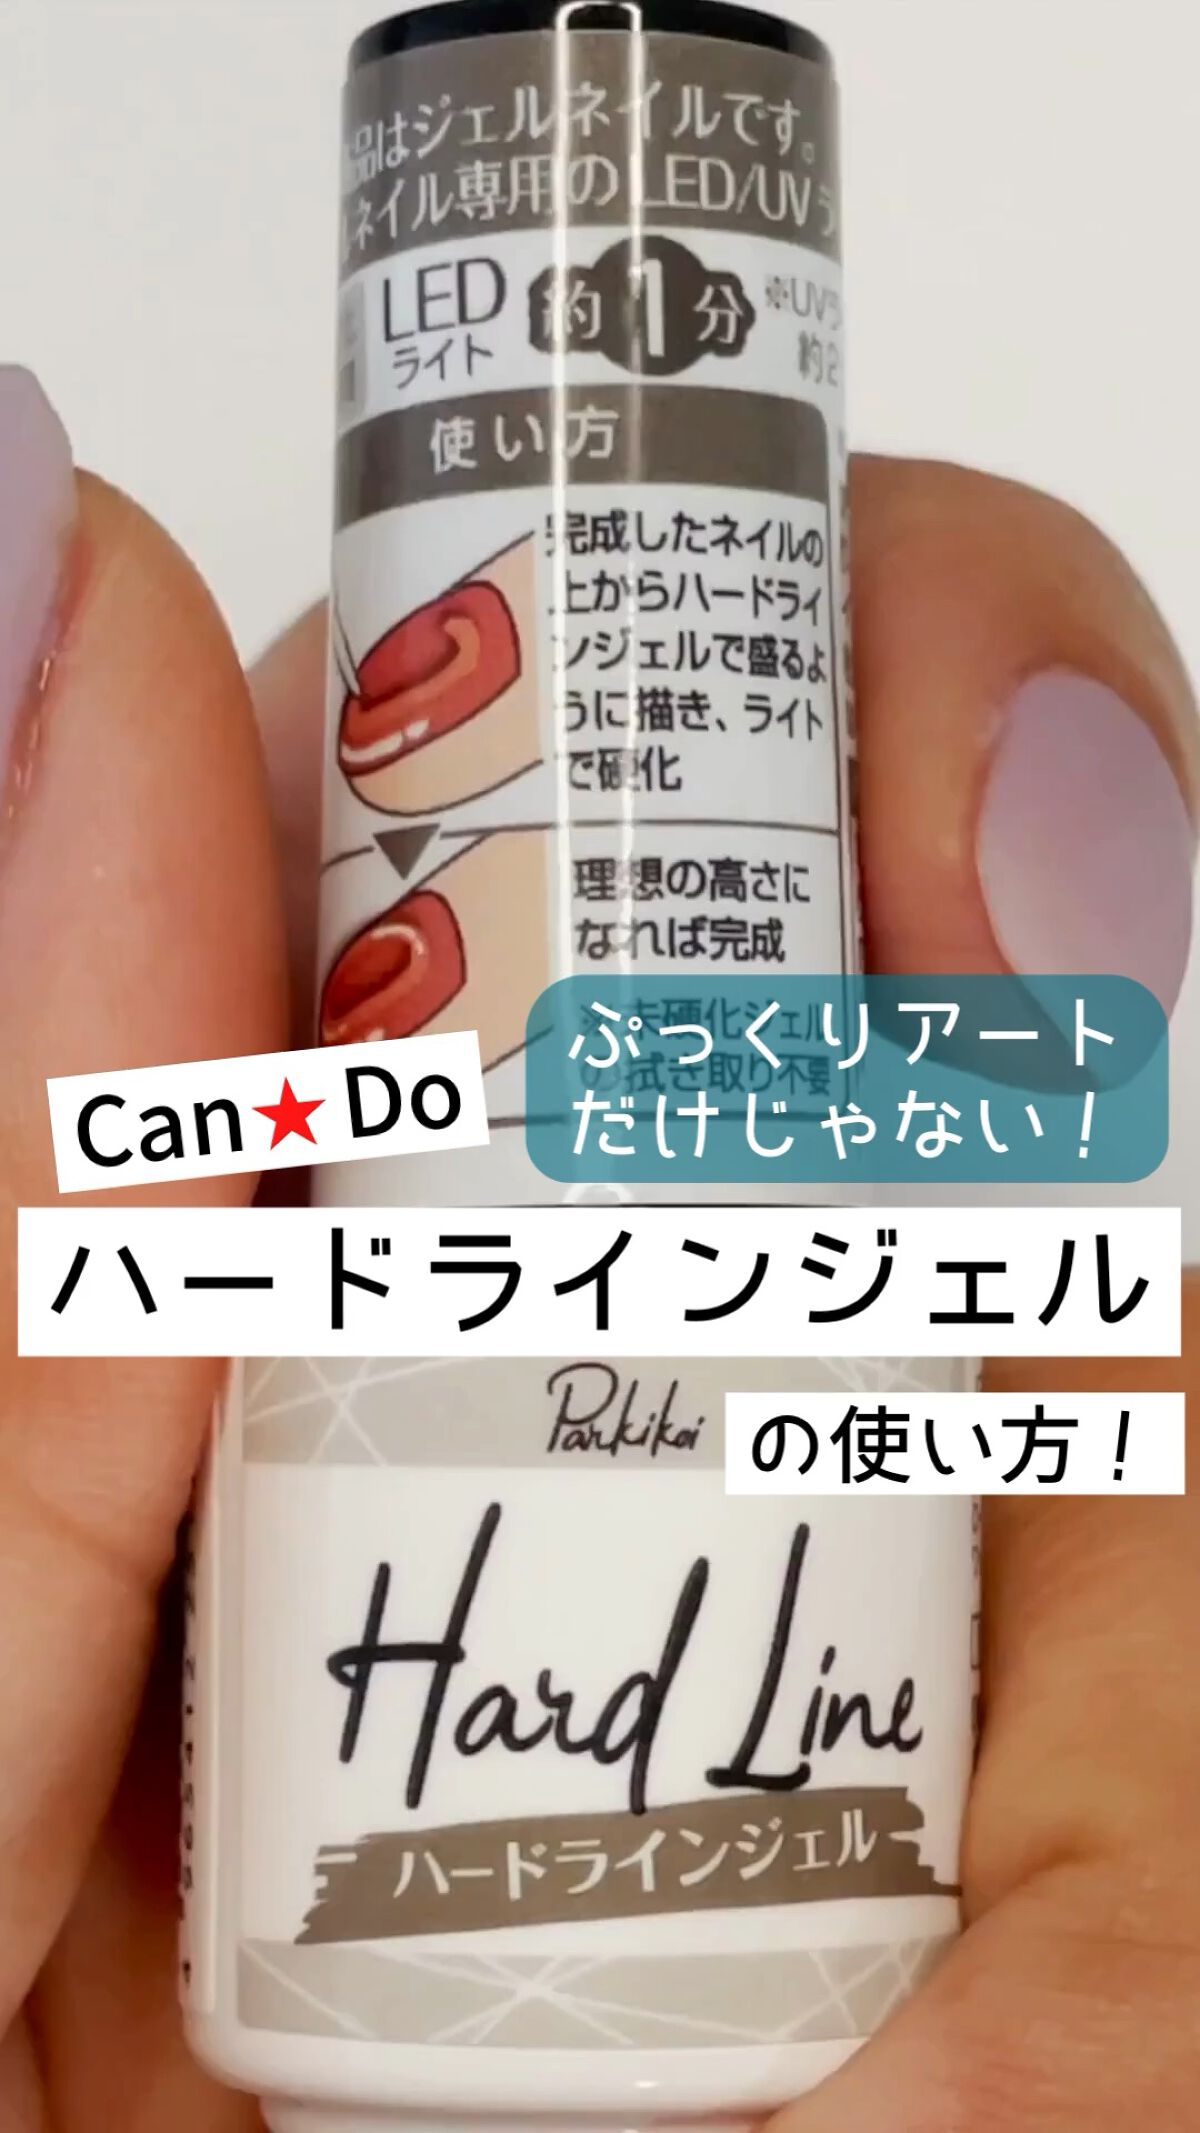 品はジェルネイルです。
ネイル専用のLED/UV
LED
ライト
約1分
※UV
約2
使い方
完成したネイルの
上からハードライ
ンジェルで盛るよ
うに描き、ライト
で硬化
理想の高さに
なれば完成
※未硬化ジェル
の拭き取り不要
Can★Do
ぷっくりアート
だけじゃない!
ハードラインジェル
の使い方!
Parkikoi
Hard Line
ハードラインジェル